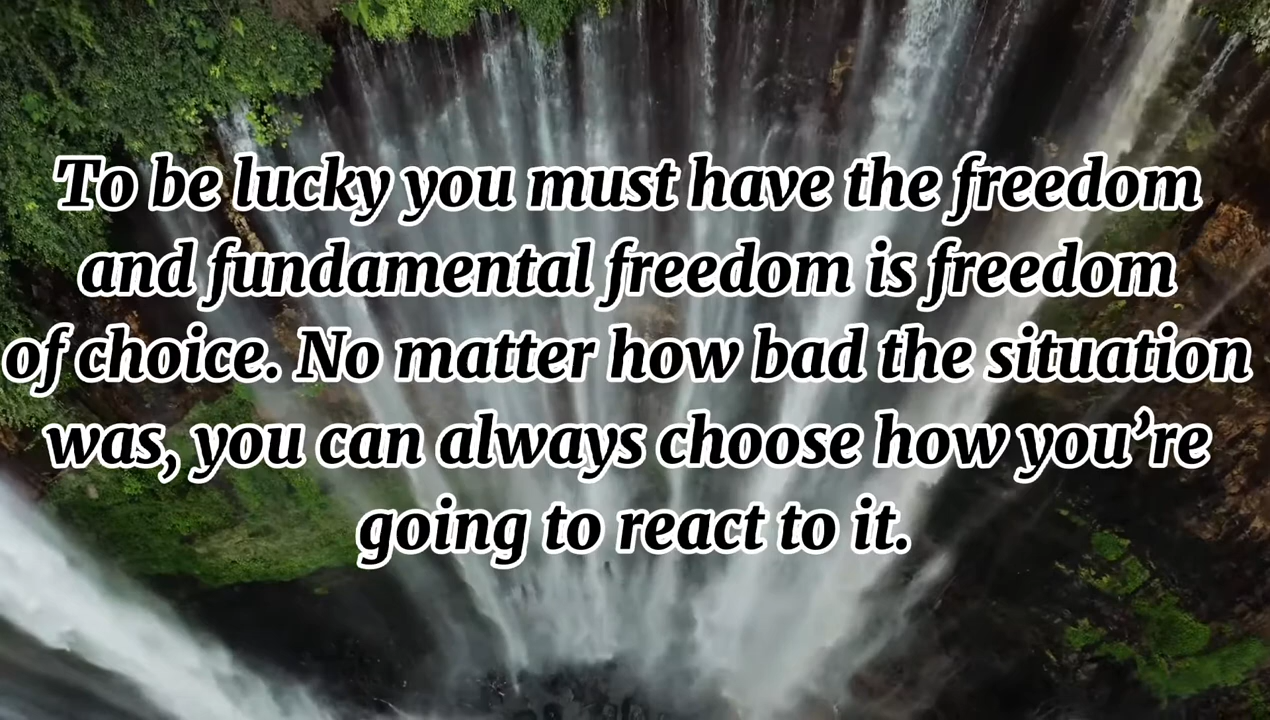 To be lucky you must have the freedom
and fundamental freedom is freedom
of choice. No matter how bad the situation
was, you can always choose how you’re
going to react to it.